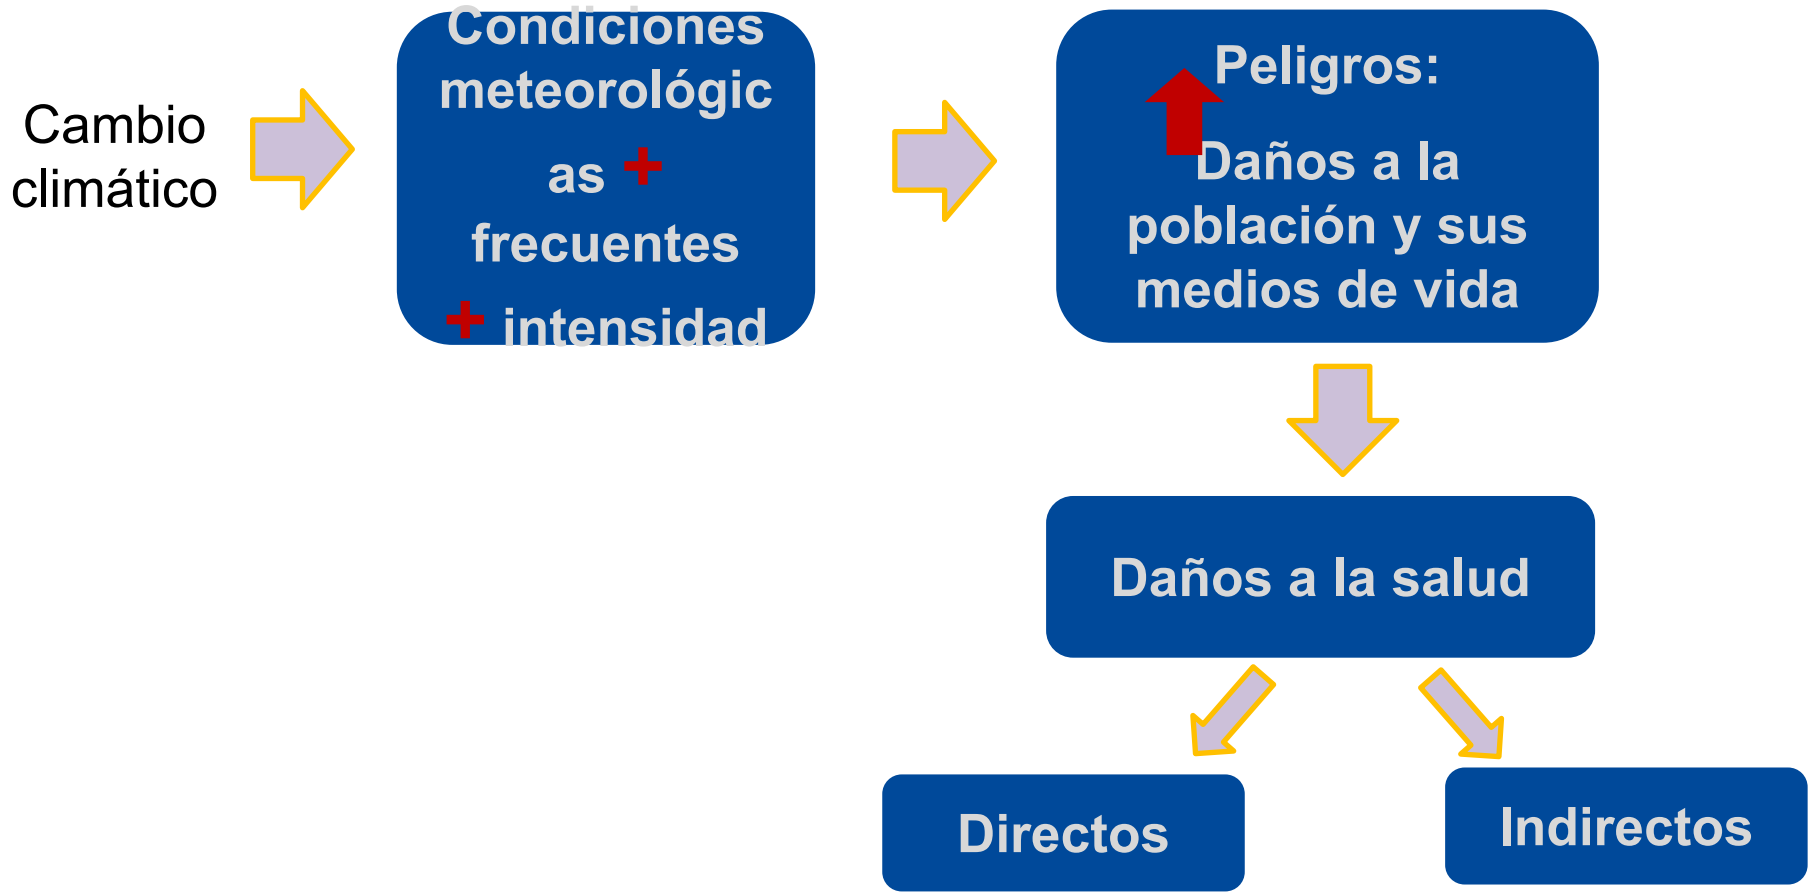 Cambio
climático
Condiciones
meteorológic
as +
frecuentes
+ intensidad
Peligros:
Daños a la
población y sus
medios de vida
Daños a la salud
Directos
Indirectos